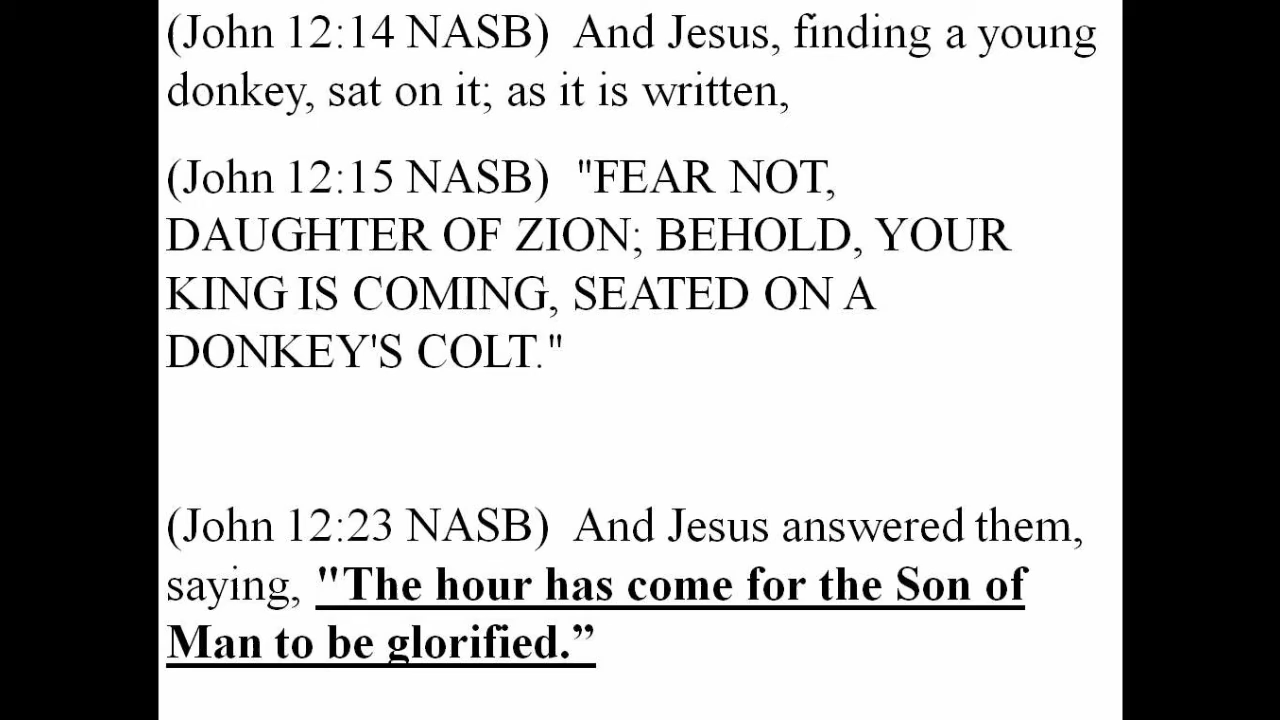 (John 12:14 NASB)  And Jesus, finding a young
donkey, sat on it; as it is written,
(John 12:15 NASB)  "FEAR NOT,
DAUGHTER OF ZION; BEHOLD, YOUR
KING IS COMING, SEATED ON A
DONKEY'S COLT."
(John 12:23 NASB)  And Jesus answered them,
saying, "The hour has come for the Son of
Man to be glorified.”